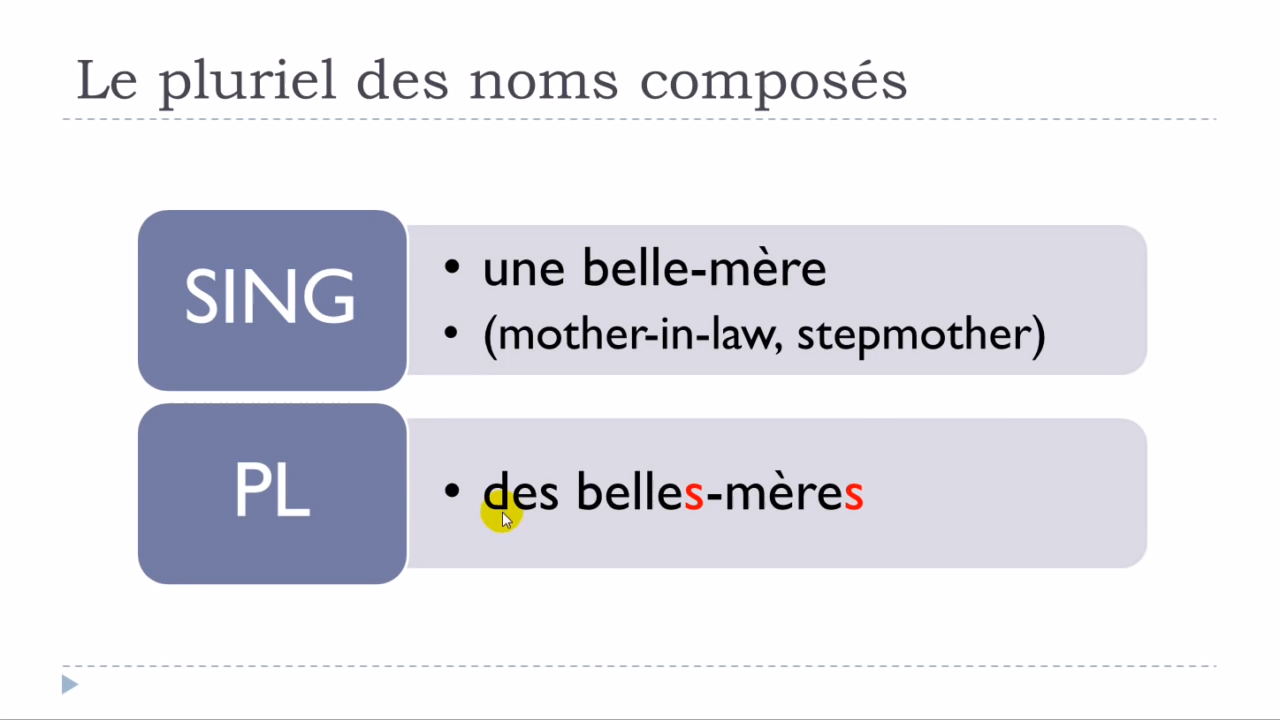 Le pluriel des noms composés
SING
• une belle-mère
• (mother-in-law, stepmother)
PL
• des belles-mères